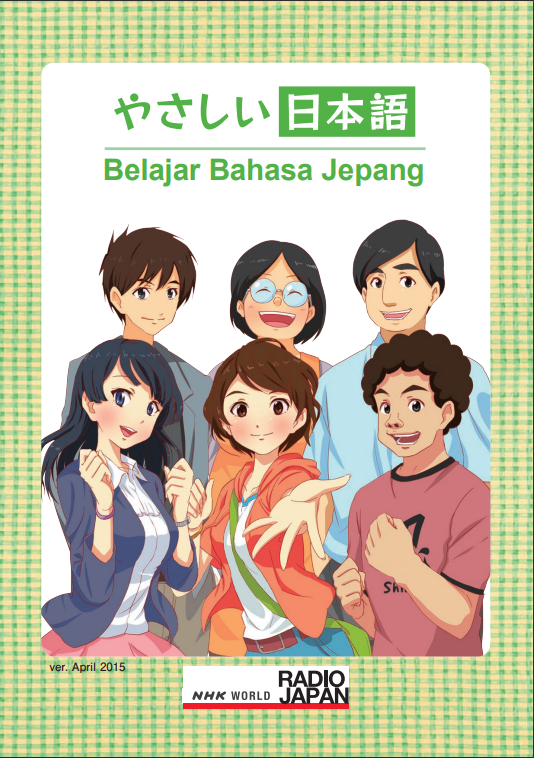 やさしい日本語
Belajar Bahasa Jepang
ver. April 2015
NHK WORLD RADIO JAPAN